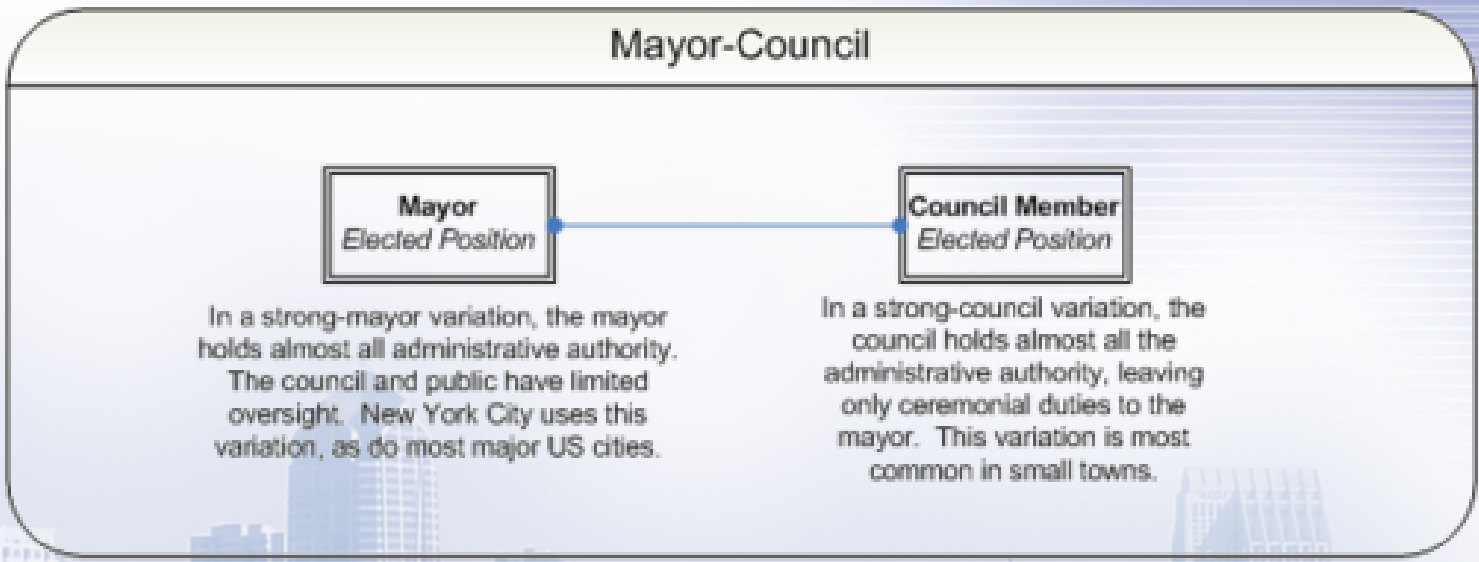 Mayor-Council
Mayor
Elected Position
In a strong-mayor variation, the mayor
holds almost all administrative authority.
The council and public have limited
oversight. New York City uses this
variation, as do most major US cities.
Council Member
Elected Position
In a strong-council variation, the
council holds almost all the
administrative authority, leaving
only ceremonial duties to the
mayor. This variation is most
common in small towns.